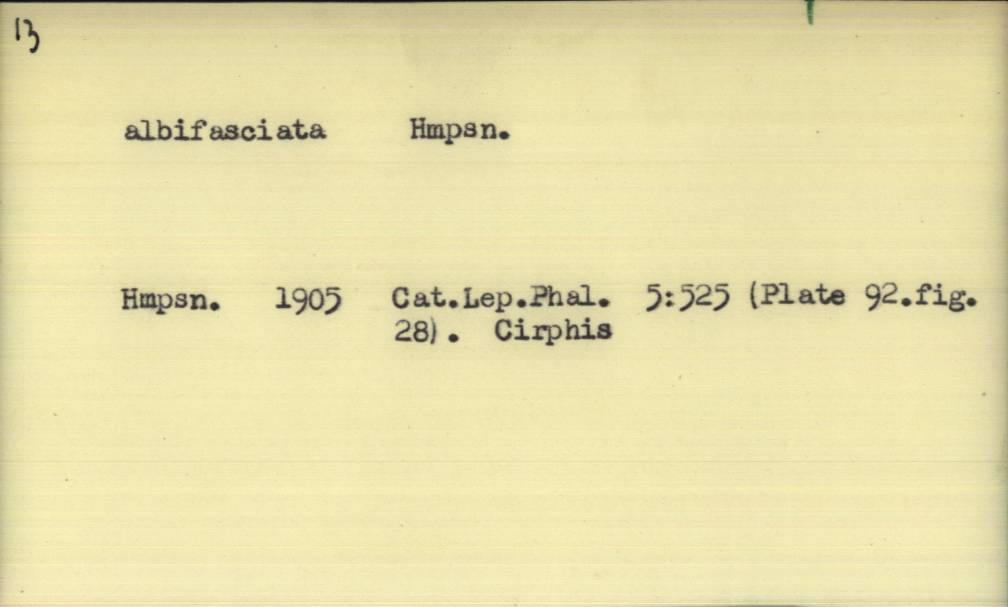 13
albifasciata Hmpsn.
Hmpsn. 1905 Cat.Lep.Phal. 5:525 (Plate 92.fig.
28). Cirphis